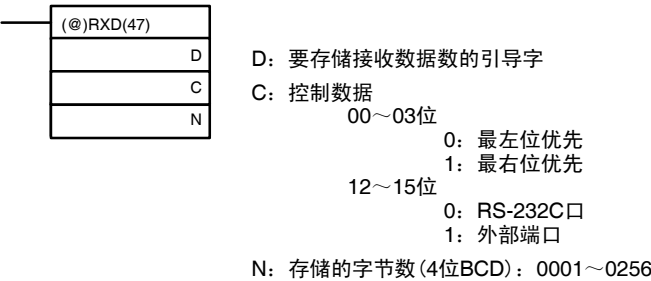 (@)RXD(47)
D
C
N
D：要存储接收数据数的引导字
C：控制数据
00～03位
0：最左位优先
1：最右位优先
12～15位
0：RS-232C口
1：外部端口
N：存储的字节数(4位BCD)：0001～0256